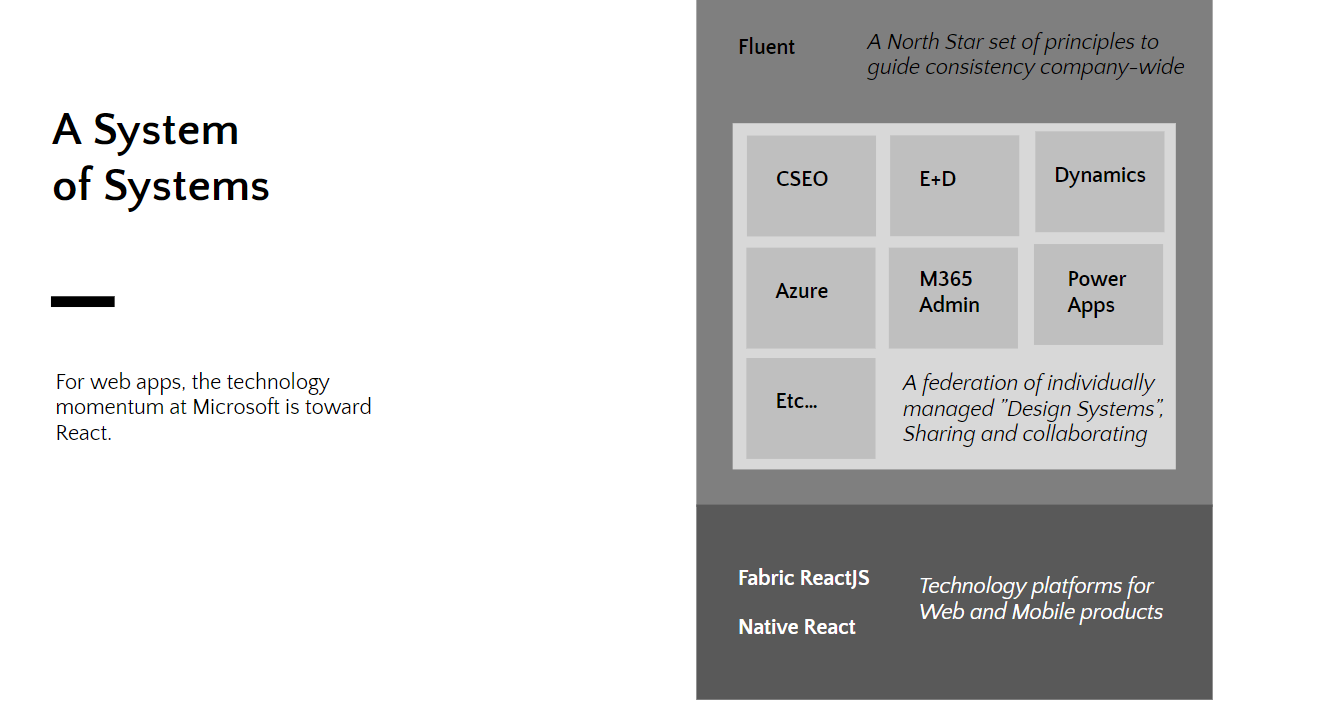 A System
of Systems
For web apps, the technology
momentum at Microsoft is toward
React.
Fluent
A North Star set of principles to
guide consistency company-wide
CSEO
E+D
Dynamics
Azure
M365
Admin
Power
Apps
Etc...
A federation of individually
managed "Design Systems",
Sharing and collaborating
Fabric ReactJS
Native React
Technology platforms for
Web and Mobile products